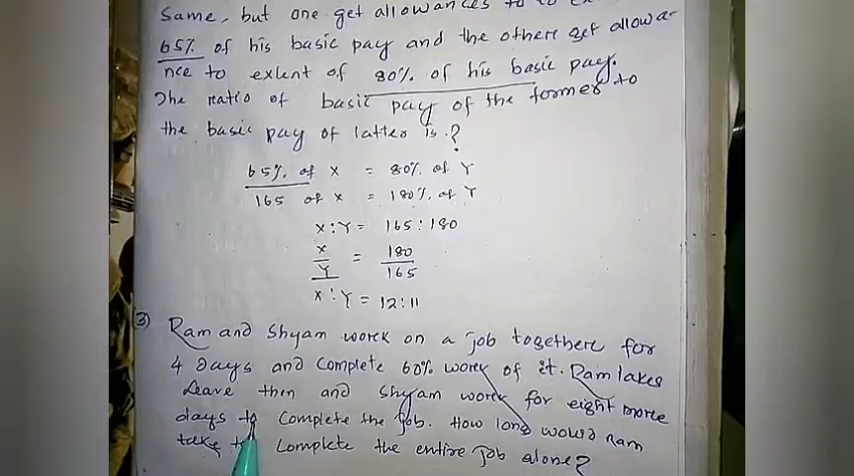 Same, but one get allowances to
65% of his basic pay and the othere get allowa-
nce to extent of 80% of his basic pay.
The ratio of basic pay of the former to
the basic pay of latter is.?
65% of X = 80% of Y
165 of X = 180% of Y
X:Y = 165:180
X/Y = 180/165
X:Y = 12:11
3) Ram and Shyam work on a job togethere for
4 days and complete 60% work of it. Ram takes
Leave then and Shyam work for eight more
days to complete the job. How long would Ram
take to complete the entire job alone?